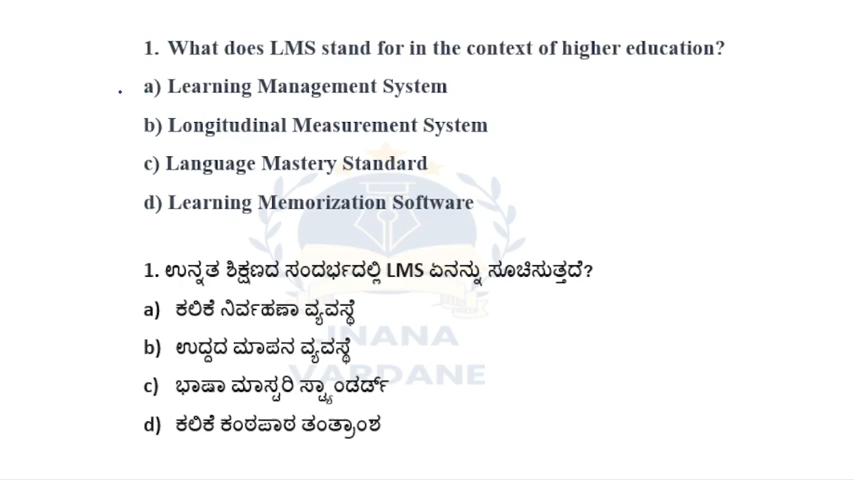 1. What does LMS stand for in the context of higher education?
a) Learning Management System
b) Longitudinal Measurement System
c) Language Mastery Standard
d) Learning Memorization Software
1. ಉನ್ನತ ಶಿಕ್ಷಣದ ಸಂದರ್ಭದಲ್ಲಿ LMS ಏನನ್ನು ಸೂಚಿಸುತ್ತದೆ?
a) ಕಲಿಕೆ ನಿರ್ವಹಣಾ ವ್ಯವಸ್ಥೆ
JNANA
b) ಉದ್ದದ ಮಾಪನ ವ್ಯವಸ್ಥೆ
VARDANE
c) ಭಾಷಾ ಮಾಸ್ಟರಿ ಸ್ಟ್ಯಾಂಡರ್ಡ್
d) ಕಲಿಕೆ ಕಂಠಪಾಠ ತಂತ್ರಾಂಶ